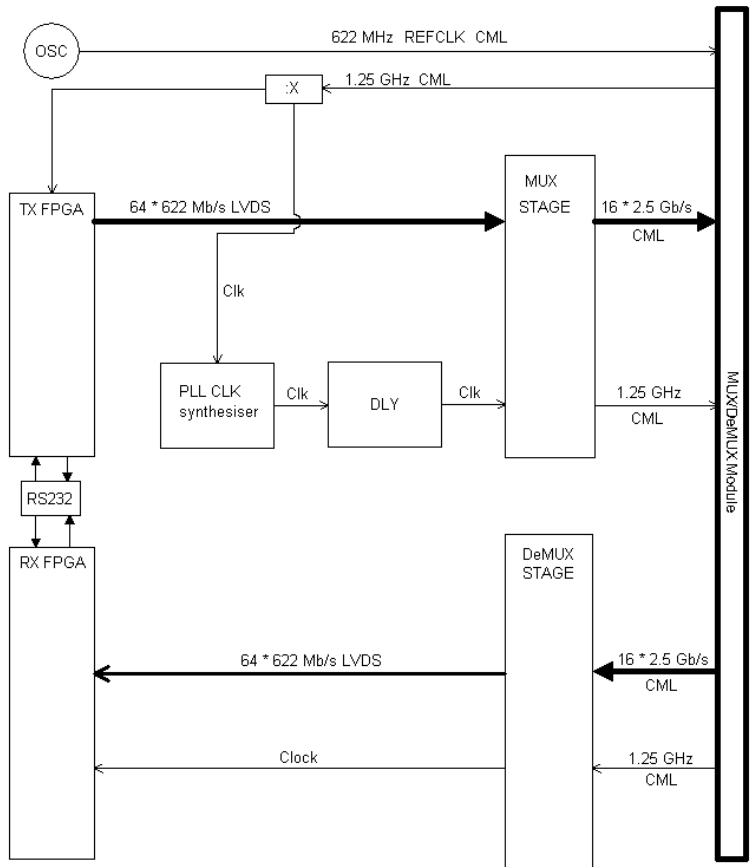 OSC
622 MHz REFCLK CML
1.25 GHz CML
:X
TX FPGA
64 * 622 Mb/s LVDS
MUX
STAGE
16 * 2.5 Gb/s
CML
Clk
PLL CLK
synthesiser
Clk
DLY
Clk
1.25 GHz
CML
MUX/DeMUX Module
RS232
RX FPGA
DeMUX
STAGE
64 * 622 Mb/s LVDS
16 * 2.5 Gb/s
CML
Clock
1.25 GHz
CML